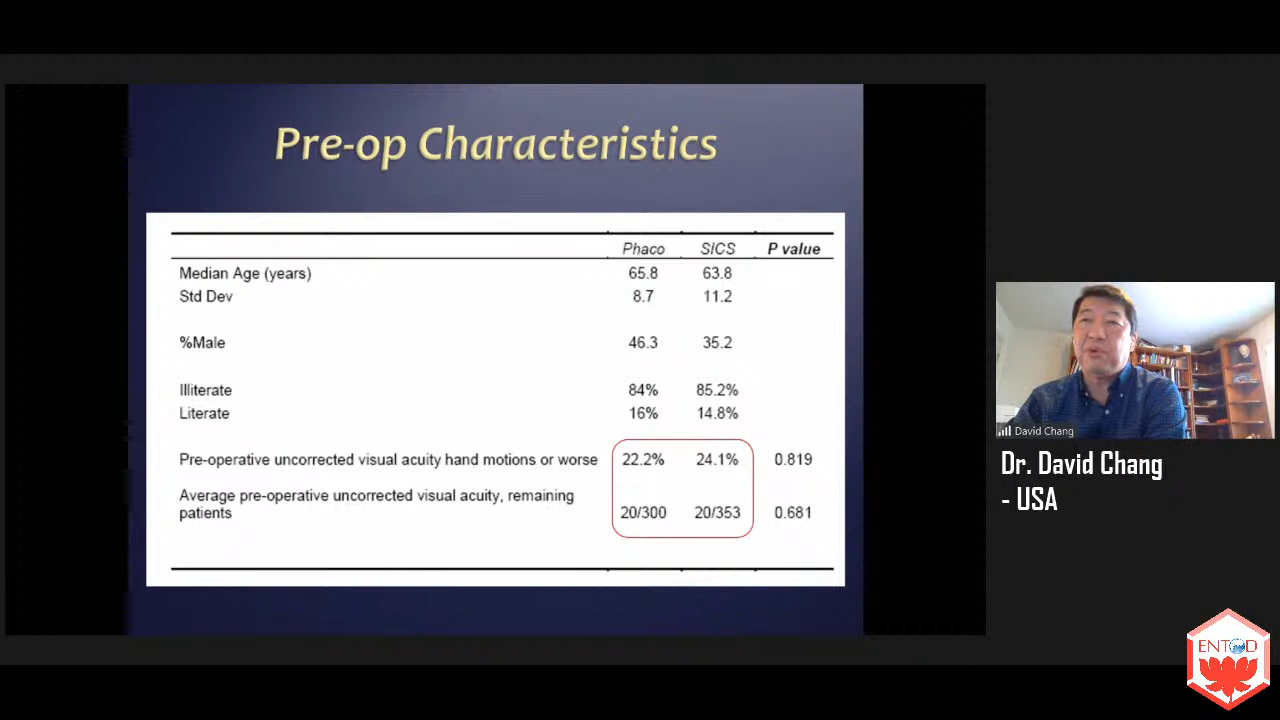 Pre-op Characteristics
Phaco SICS P value
Median Age (years) 65.8 63.8
Std Dev 8.7 11.2
%Male 46.3 35.2
Illiterate 84% 85.2%
Literate 16% 14.8%
Pre-operative uncorrected visual acuity hand motions or worse 22.2% 24.1% 0.819
Average pre-operative uncorrected visual acuity, remaining
patients 20/300 20/353 0.681
David Chang
Dr. David Chang
- USA
ENTOD